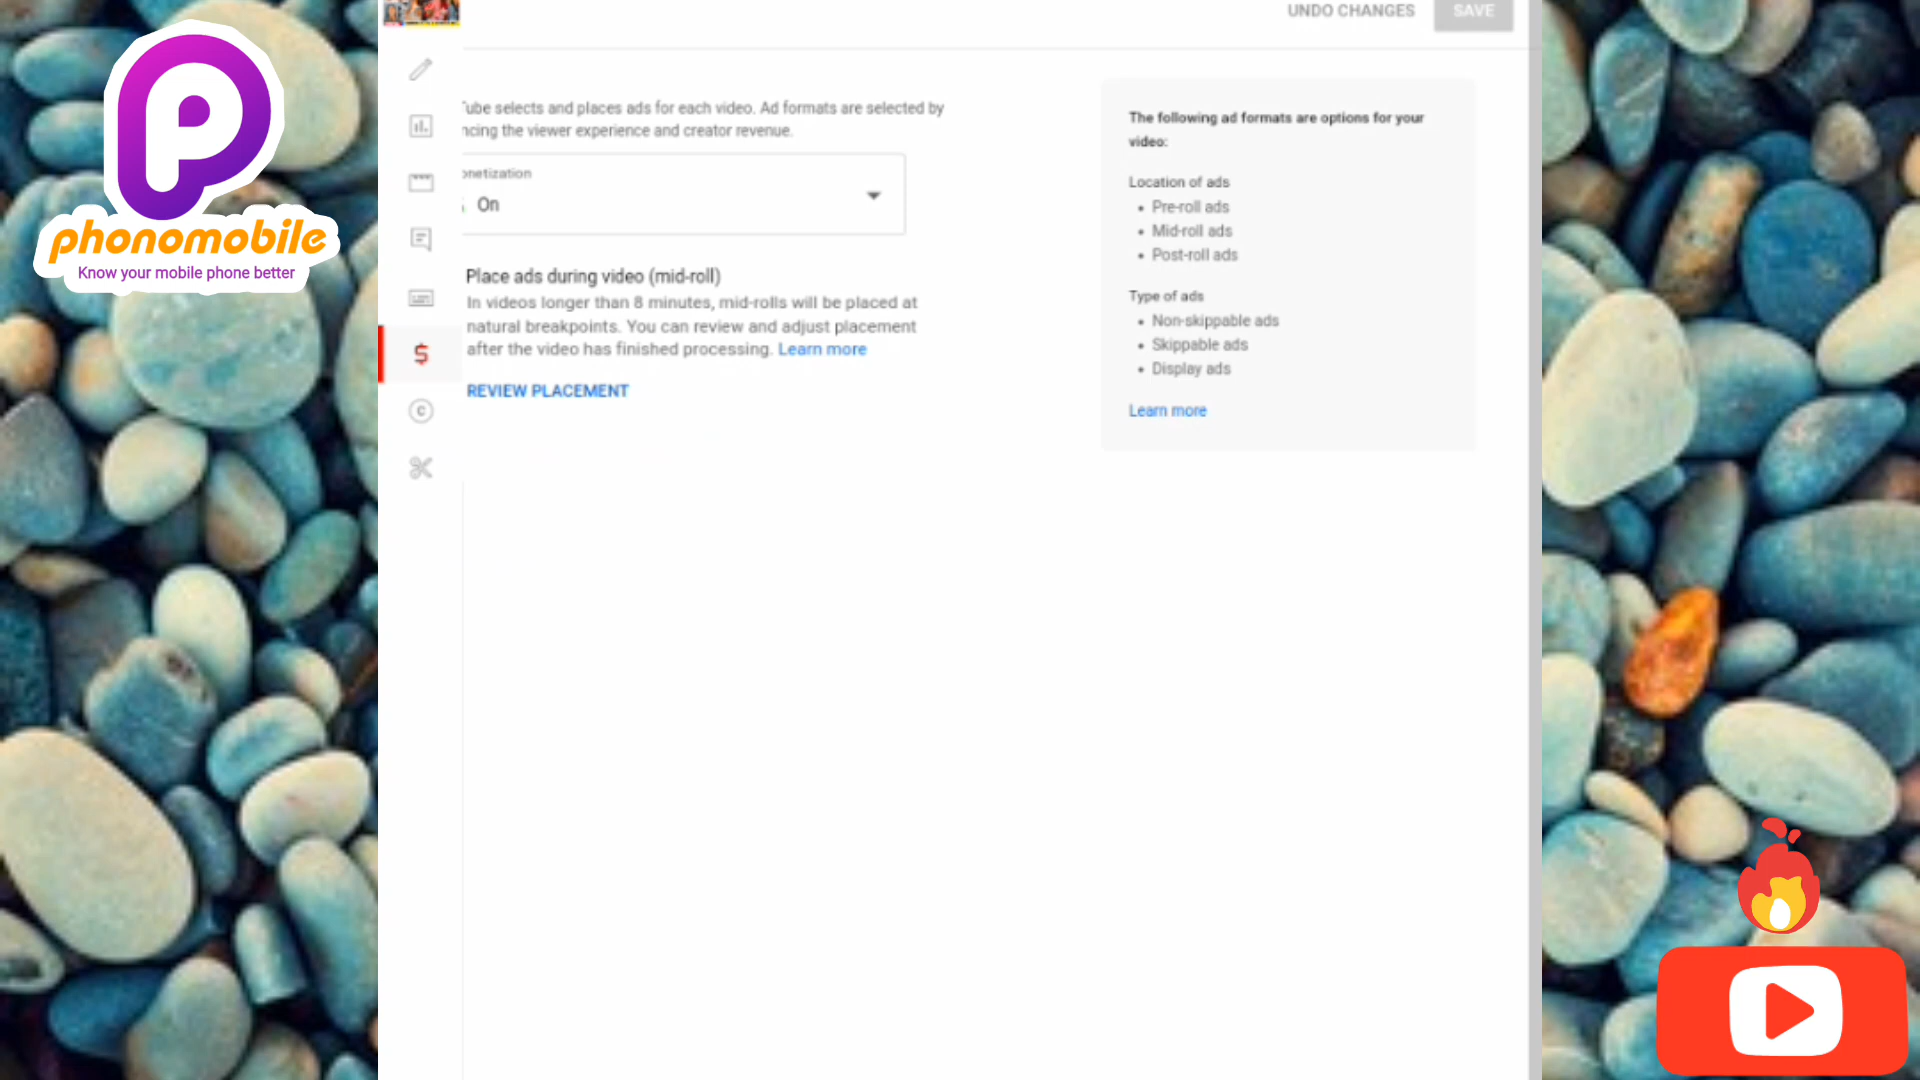 phonomobile
Know your mobile phone better
UNDO CHANGES
SAVE
Tube selects and places ads for each video. Ad formats are selected by
ncing the viewer experience and creator revenue.
onetization
On
Place ads during video (mid-roll)
In videos longer than 8 minutes, mid-rolls will be placed at
natural breakpoints. You can review and adjust placement
after the video has finished processing. Learn more
REVIEW PLACEMENT
The following ad formats are options for your
video:
Location of ads
• Pre-roll ads
• Mid-roll ads
• Post-roll ads
Type of ads
• Non-skippable ads
• Skippable ads
• Display ads
Learn more